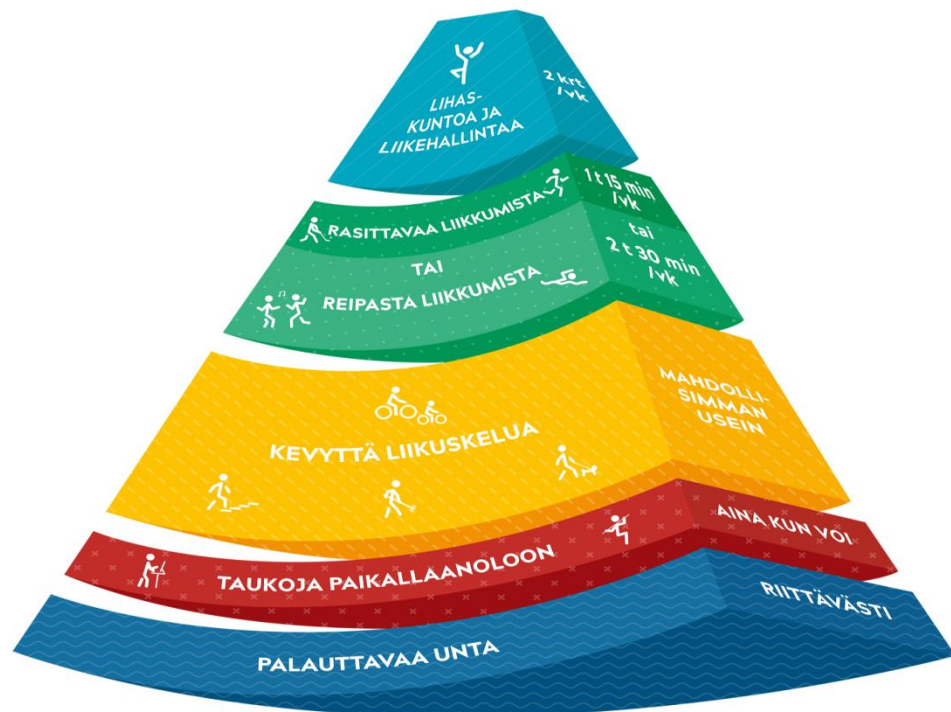 LIHAS-
KUNTOA JA
LIIKEHALLINTAA
2 krt
/vk
RASITTAVAA LIIKKUMISTA
1 t 15 min
/vk
TAI
tai
REIPASTA LIIKKUMISTA
2 t 30 min
/vk
KEVYTTÄ LIIKUSKELUA
MAHDOLLI-
SIMMAN
USEIN
TAUKOJA PAIKALLAANOLOON
AINA KUN VOI
PALAUTTAVAA UNTA
RIITTÄVÄSTI